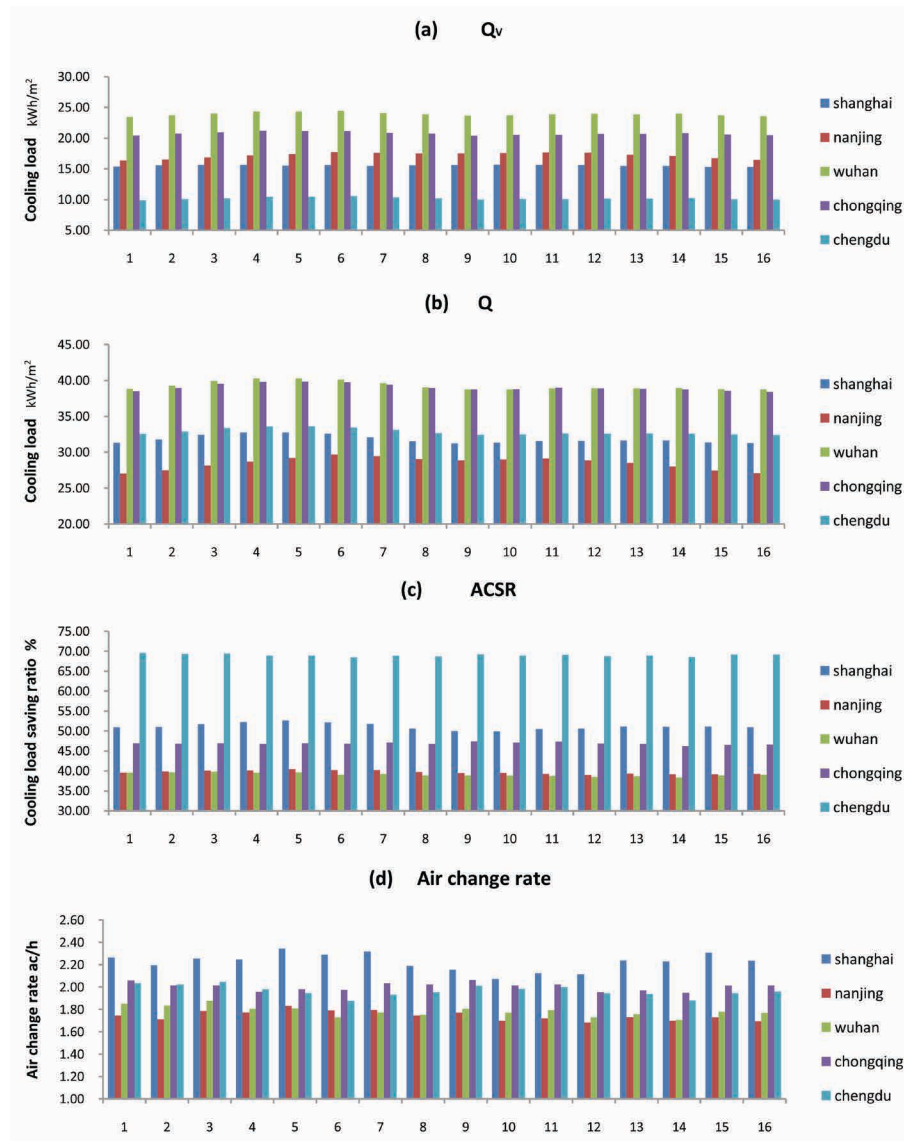 (a) Qv
Cooling load kWh/m²
30.00
25.00
20.00
15.00
10.00
5.00
1 2 3 4 5 6 7 8 9 10 11 12 13 14 15 16
shanghai
nanjing
wuhan
chongqing
chengdu
(b) Q
Cooling load kWh/m²
45.00
40.00
35.00
30.00
25.00
20.00
1 2 3 4 5 6 7 8 9 10 11 12 13 14 15 16
shanghai
nanjing
wuhan
chongqing
chengdu
(c) ACSR
Cooling load saving ratio %
75.00
70.00
65.00
60.00
55.00
50.00
45.00
40.00
35.00
30.00
1 2 3 4 5 6 7 8 9 10 11 12 13 14 15 16
shanghai
nanjing
wuhan
chongqing
chengdu
(d) Air change rate
Air change rate ac/h
2.60
2.40
2.20
2.00
1.80
1.60
1.40
1.20
1.00
1 2 3 4 5 6 7 8 9 10 11 12 13 14 15 16
shanghai
nanjing
wuhan
chongqing
chengdu